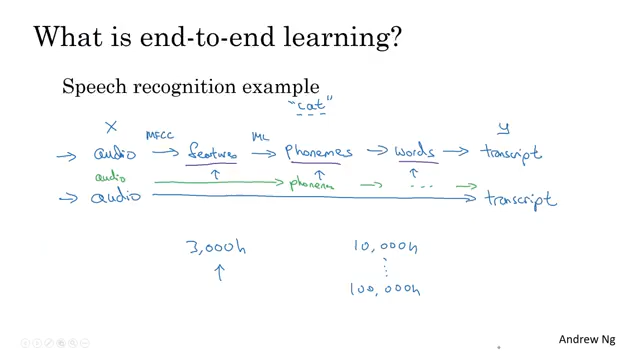 What is end-to-end learning?
Speech recognition example
"cat"
X MFCC ML y
→ audio → features → phonemes → words → transcript
audio → phonemes → ... →
→ audio → transcript
3,000h 10,000h
100,000h
Andrew Ng